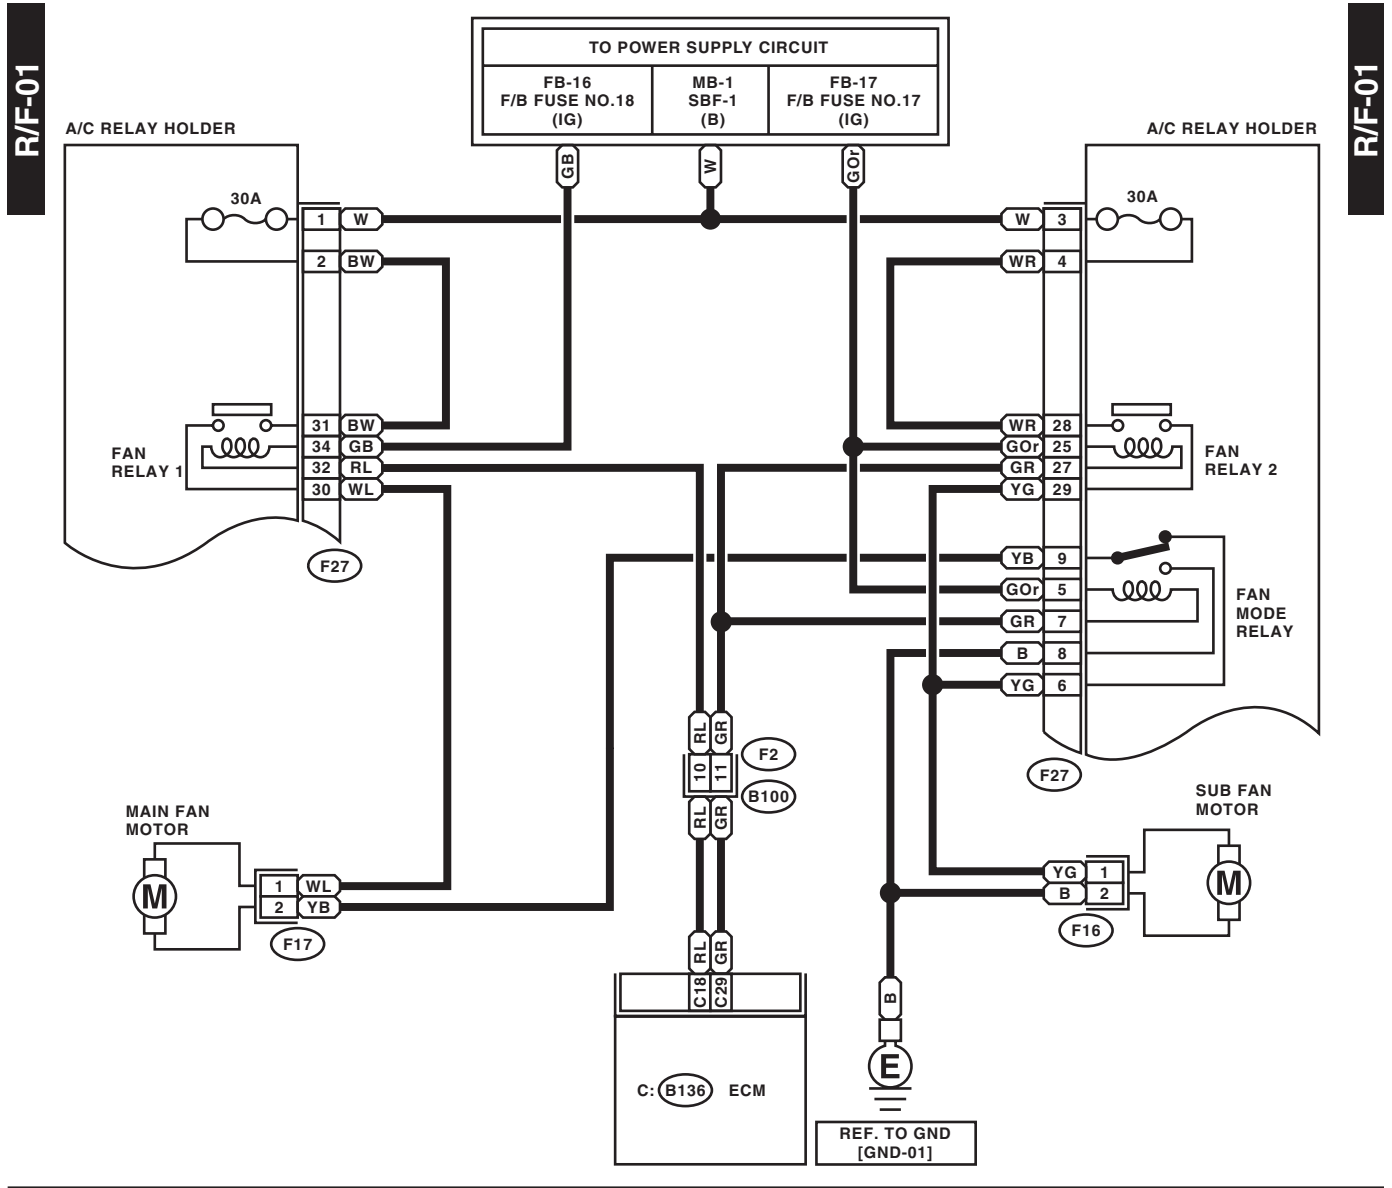 R/F-01
R/F-01
TO POWER SUPPLY CIRCUIT
FB-16
F/B FUSE NO.18
(IG)
MB-1
SBF-1
(B)
FB-17
F/B FUSE NO.17
(IG)
GB
W
GOr
A/C RELAY HOLDER
30A
1 W
2 BW
31 BW
34 GB
32 RL
30 WL
FAN
RELAY 1
F27
A/C RELAY HOLDER
30A
W 3
WR 4
WR 28
GOr 25
GR 27
YG 29
FAN
RELAY 2
YB 9
GOr 5
GR 7
B 8
YG 6
FAN
MODE
RELAY
F27
RL GR
10 11
F2
B100
RL GR
MAIN FAN
MOTOR
M
1 WL
2 YB
F17
SUB FAN
MOTOR
YG 1
B 2
M
F16
RL GR
C18 C29
C: B136 ECM
B
E
REF. TO GND
[GND-01]